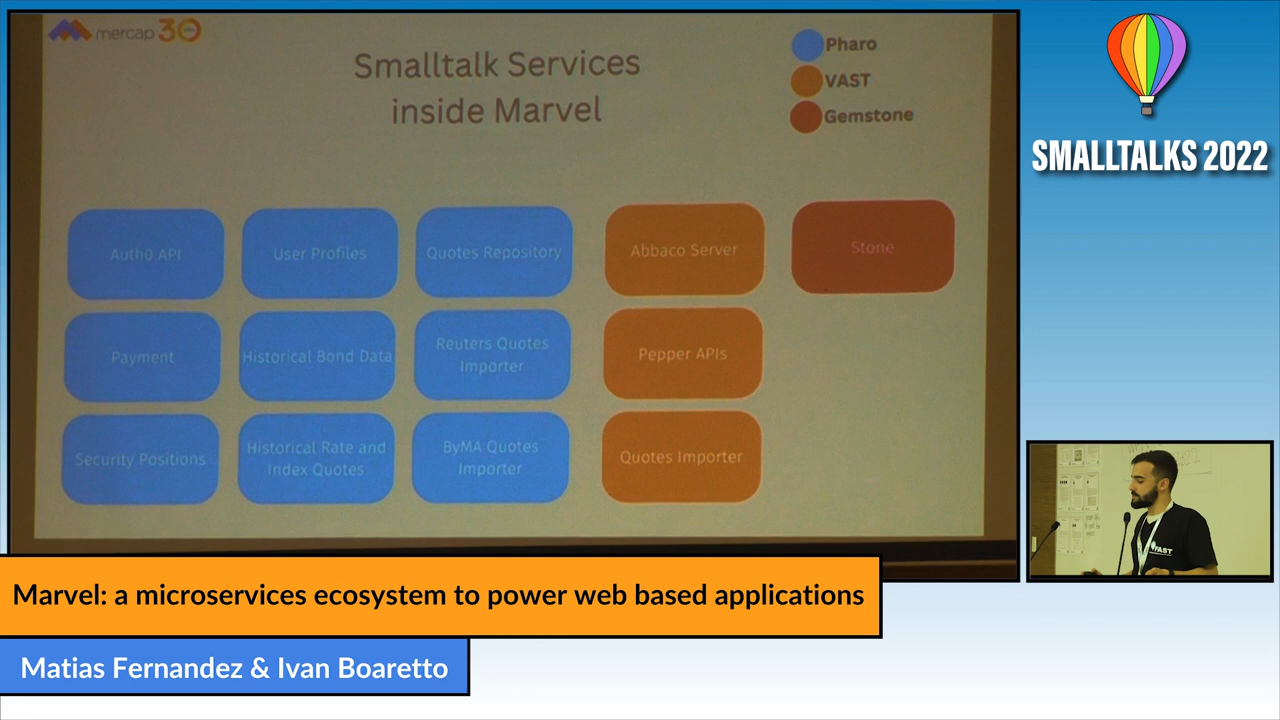 mercap 30
Smalltalk Services
inside Marvel
Pharo
VAST
Gemstone
Auth0 API
User Profiles
Quotes Repository
Abbaco Server
Stone
Payment
Historical Bond Data
Reuters Quotes
Importer
Pepper APIs
Security Positions
Historical Rate and
Index Quotes
ByMA Quotes
Importer
Quotes Importer
SMALLTALKS 2022
FAST
Marvel: a microservices ecosystem to power web based applications
Matias Fernandez & Ivan Boaretto